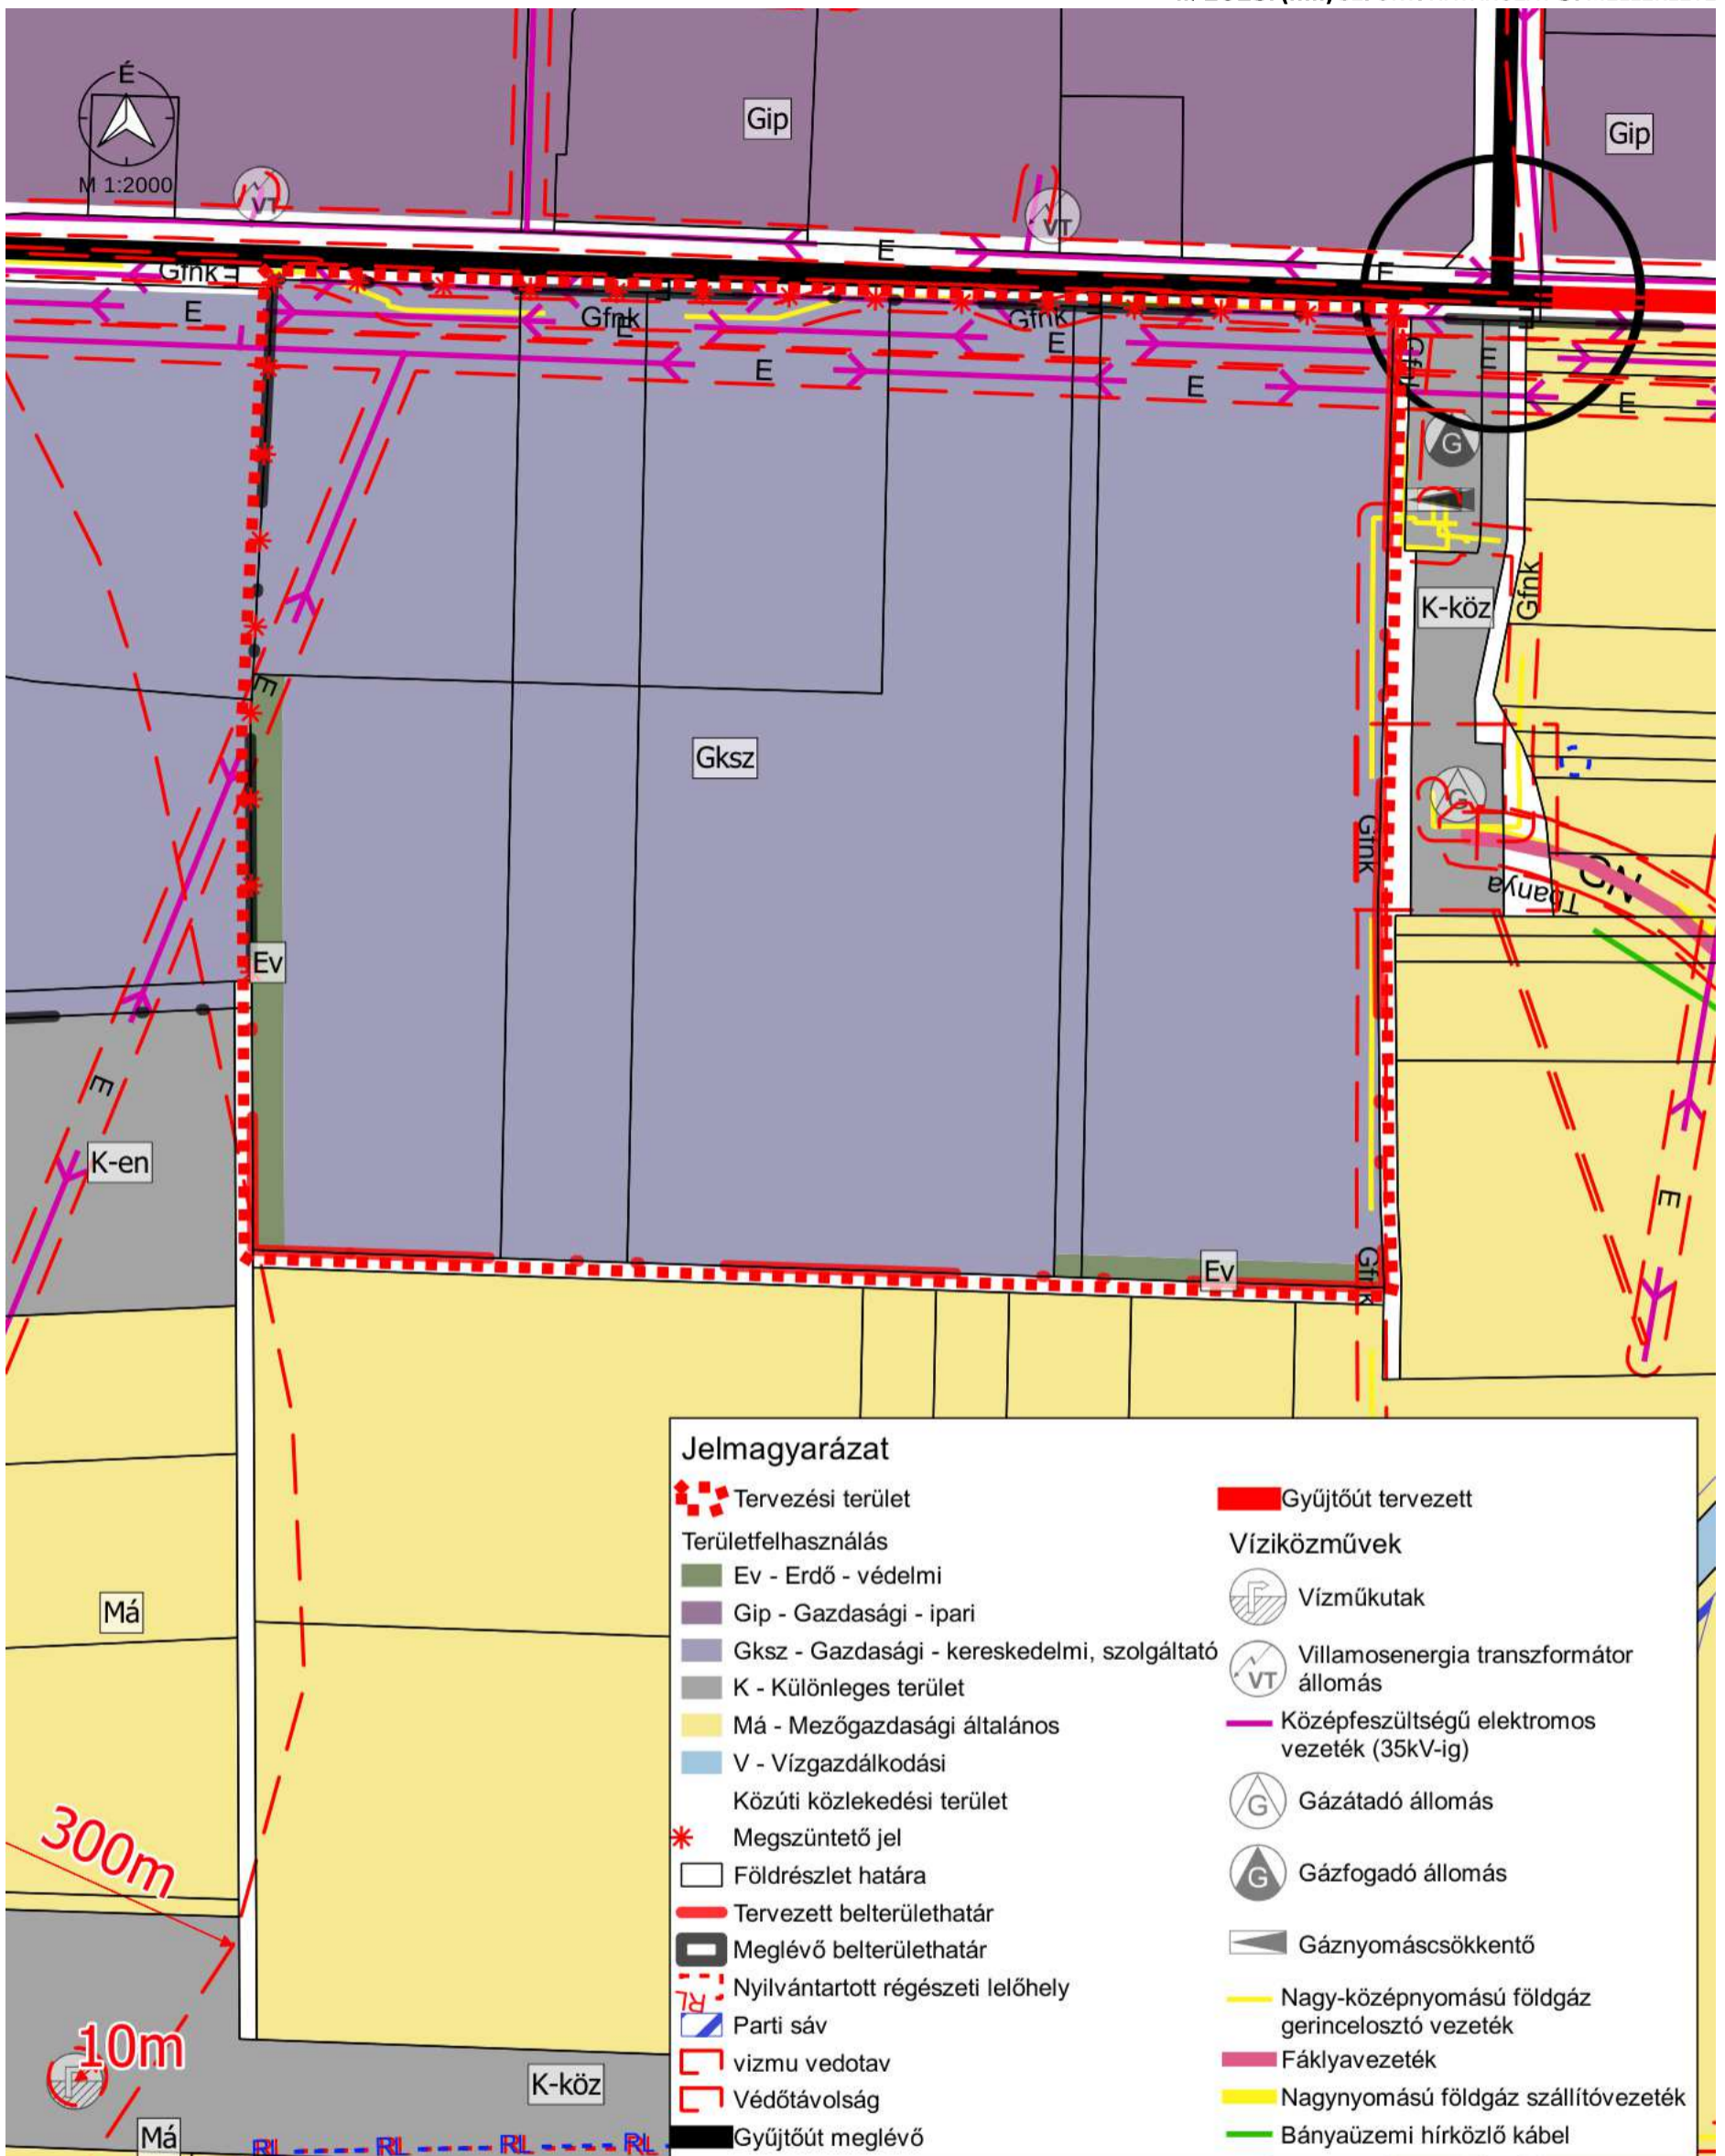 É
M 1:2000
Gip
Gip
VT
VT
E
E
Gfnk
E
E
Gfnk
E
Gfnk
E
E
E
E
E
Gfnk
G
K-köz
Gfnk
E
Gksz
G
Gfnk
Tbanya
NG
Ev
E
K-en
E
Ev
Gfnk
Jelmagyarázat
Tervezési terület
Területfelhasználás
Ev - Erdő - védelmi
Gip - Gazdasági - ipari
Gksz - Gazdasági - kereskedelmi, szolgáltató
K - Különleges terület
Má - Mezőgazdasági általános
V - Vízgazdálkodási
Közúti közlekedési terület
Megszüntető jel
Földrészlet határa
Tervezett belterülethatár
Meglévő belterülethatár
RL
Nyilvántartott régészeti lelőhely
Parti sáv
vizmu vedotav
Védőtávolság
Gyűjtőút meglévő
Gyűjtőút tervezett
Víziközművek
Vízműkutak
VT
Villamosenergia transzformátor
állomás
Középfeszültségű elektromos
vezeték (35kV-ig)
G
Gázátadó állomás
G
Gázfogadó állomás
Gáznyomáscsökkentő
Nagy-középnyomású földgáz
gerincelosztó vezeték
Fáklyavezeték
Nagynyomású földgáz szállítóvezeték
Bányaüzemi hírközlő kábel
Má
300m
10m
K-köz
Má
RL
RL
RL
RL